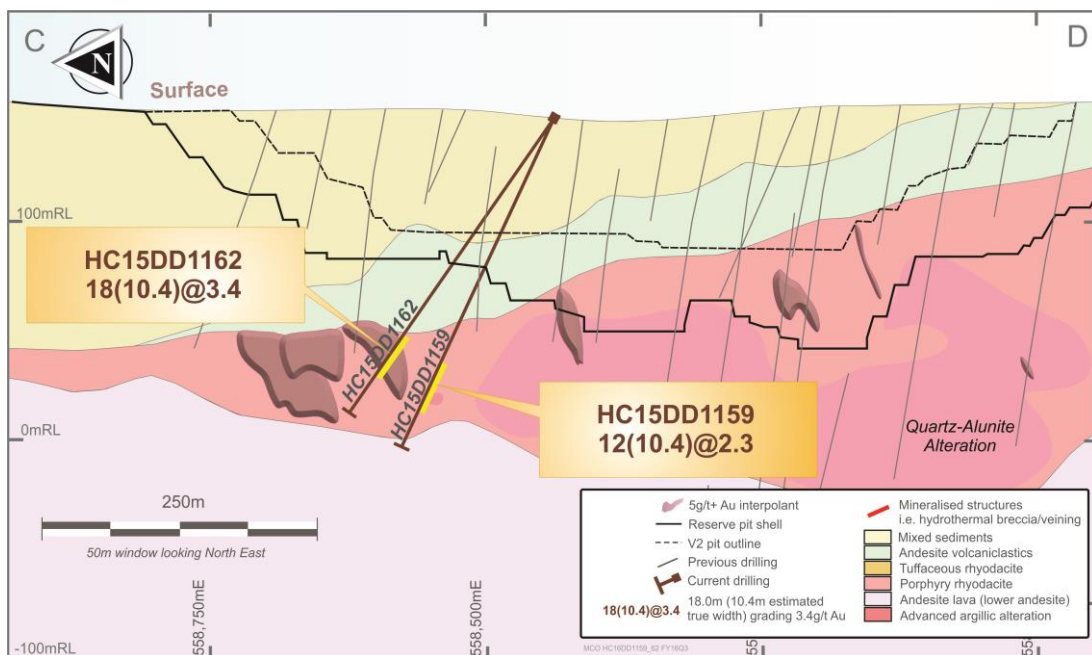 C
D
N
Surface
100mRL
HC15DD1162
18(10.4)@3.4
HC15DD1162
HC15DD1159
HC15DD1159
12(10.4)@2.3
Quartz-Alunite
Alteration
0mRL
250m
50m window looking North East
558,750mE
558,500mE
-100mRL
5g/t+ Au interpolant
Reserve pit shell
V2 pit outline
Previous drilling
Current drilling
18(10.4)@3.4
18.0m (10.4m estimated
true width) grading 3.4g/t Au
Mineralised structures
i.e. hydrothermal breccia/veining
Mixed sediments
Andesite volcaniclastics
Tuffaceous rhyodacite
Porphyry rhyodacite
Andesite lava (lower andesite)
Advanced argillic alteration
MCO HC16DD1159_62 FY16Q3